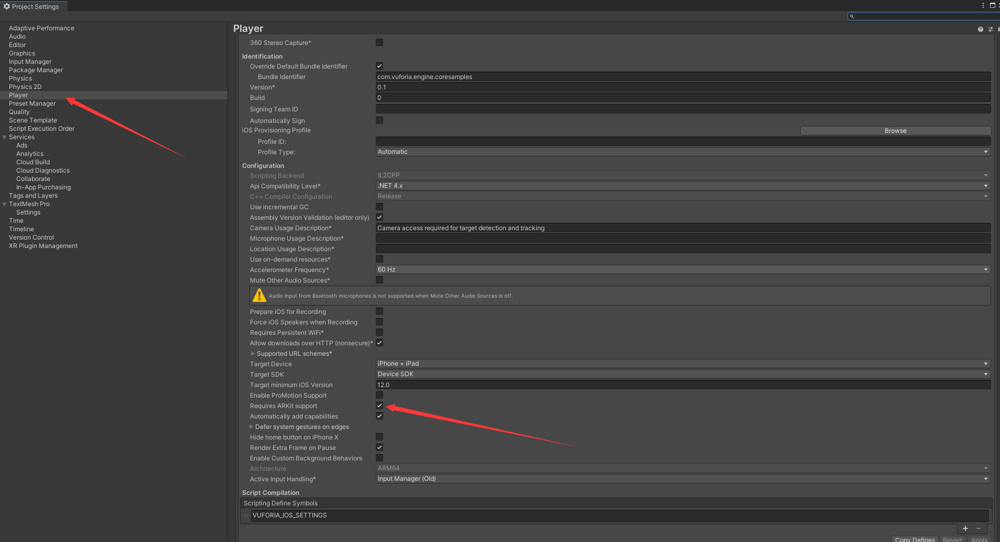 Project Settings
Adaptive Performance
Audio
Editor
Graphics
Input Manager
Package Manager
Physics
Physics 2D
Player
Preset Manager
Quality
Scene Template
Script Execution Order
Services
Ads
Analytics
Cloud Build
Cloud Diagnostics
Collaborate
In-App Purchasing
Tags and Layers
TextMesh Pro
Settings
Time
Timeline
Version Control
XR Plugin Management
Player
360 Stereo Capture*
Identification
Override Default Bundle Identifier
Bundle Identifier com.vuforia.engine.coresamples
Version* 0.1
Build 0
Signing Team ID
Automatically Sign
iOS Provisioning Profile Browse
Profile ID:
Profile Type: Automatic
Configuration
Scripting Backend IL2CPP
Api Compatibility Level* .NET 4.x
C++ Compiler Configuration Release
Use incremental GC
Assembly Version Validation (editor only)
Camera Usage Description* Camera access required for target detection and tracking
Microphone Usage Description*
Location Usage Description*
Use on-demand resources*
Accelerometer Frequency* 60 Hz
Mute Other Audio Sources*
Audio input from Bluetooth microphones is not supported when Mute Other Audio Sources is off.
Prepare iOS for Recording
Force iOS Speakers when Recording
Requires Persistent WiFi*
Allow downloads over HTTP (nonsecure)*
Supported URL schemes*
Target Device iPhone + iPad
Target SDK Device SDK
Target minimum iOS Version 12.0
Enable ProMotion Support
Requires ARKit support
Automatically add capabilities
Defer system gestures on edges
Hide home button on iPhone X
Render Extra Frame on Pause
Enable Custom Background Behaviors
Architecture ARM64
Active Input Handling* Input Manager (Old)
Script Compilation
Scripting Define Symbols
VUFORIA_IOS_SETTINGS
Copy Defines Revert Apply